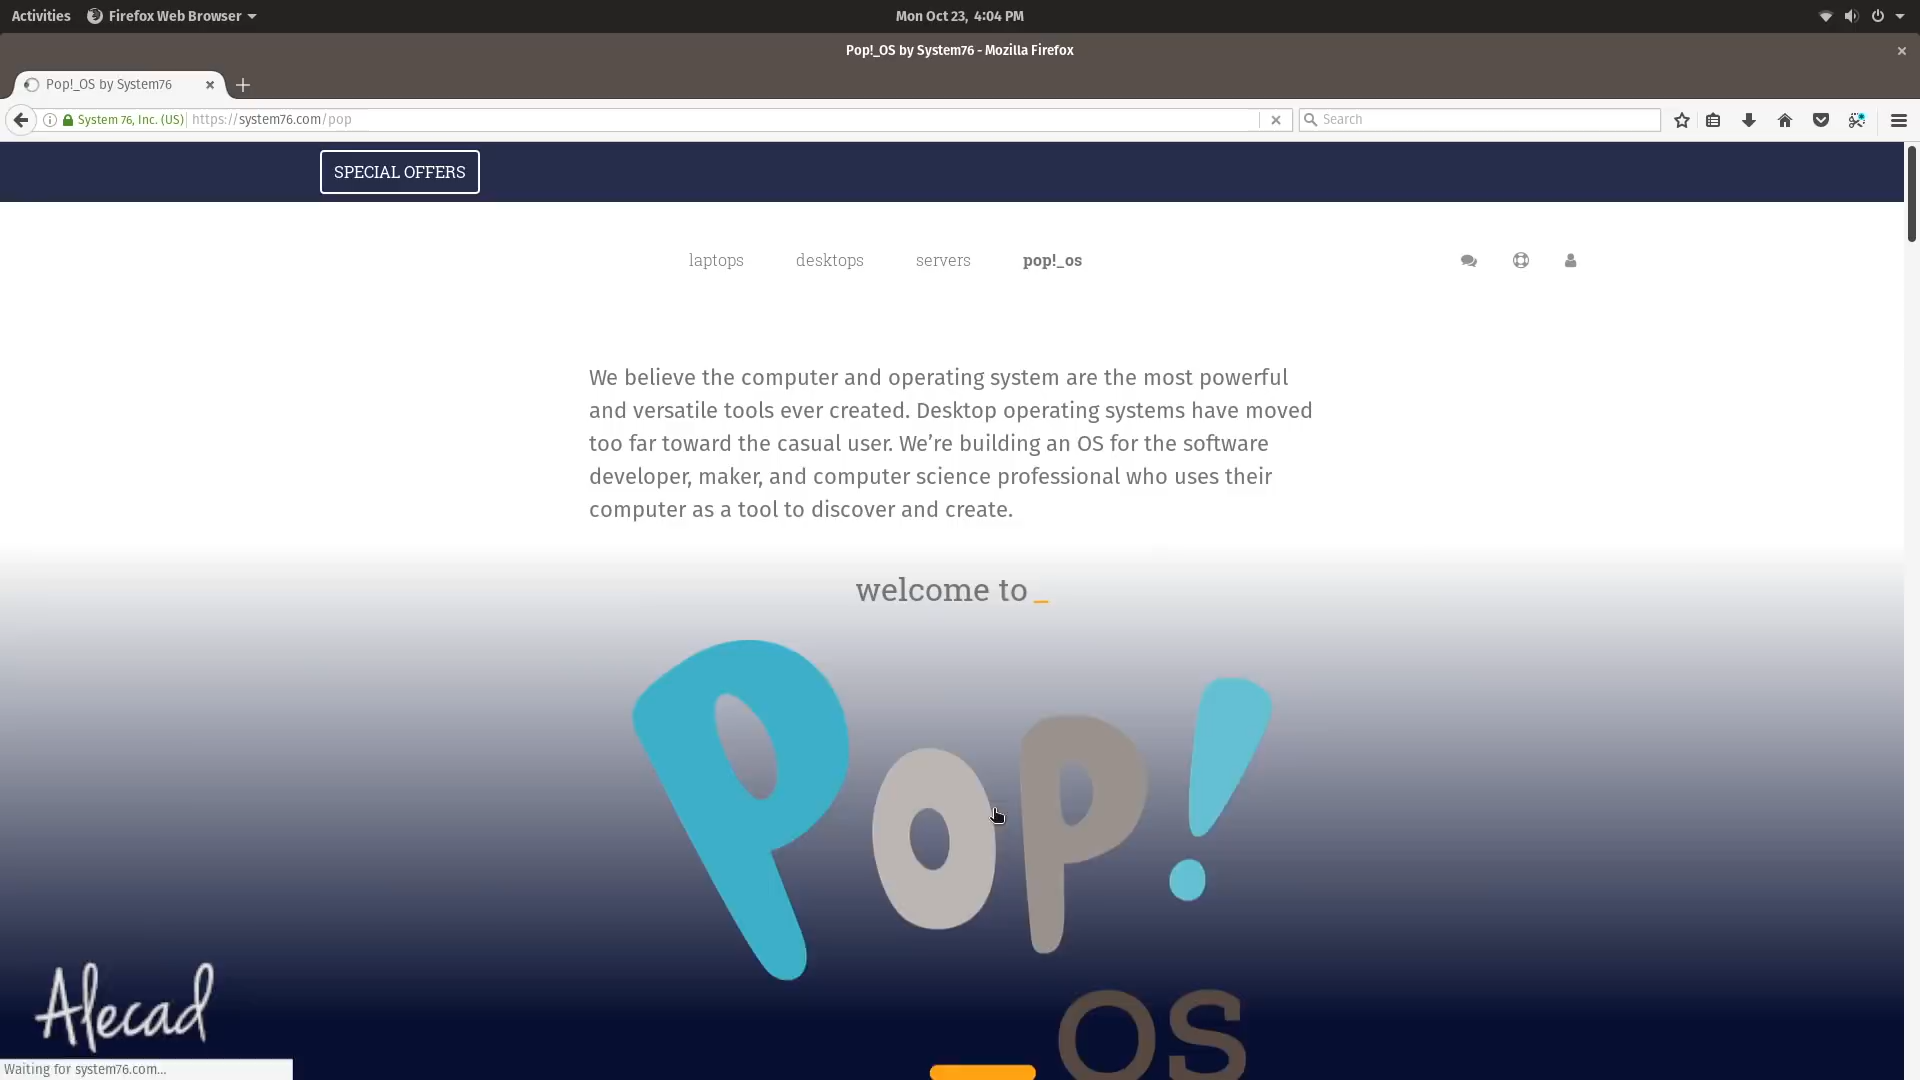 Activities Firefox Web Browser Mon Oct 23, 4:04 PM
Pop!_OS by System76 - Mozilla Firefox
Pop!_OS by System76
System 76, Inc. (US) https://system76.com/pop Search
SPECIAL OFFERS
laptops desktops servers pop!_os
We believe the computer and operating system are the most powerful
and versatile tools ever created. Desktop operating systems have moved
too far toward the casual user. We’re building an OS for the software
developer, maker, and computer science professional who uses their
computer as a tool to discover and create.
welcome to _
Pop!
OS
Alecad
Waiting for system76.com...